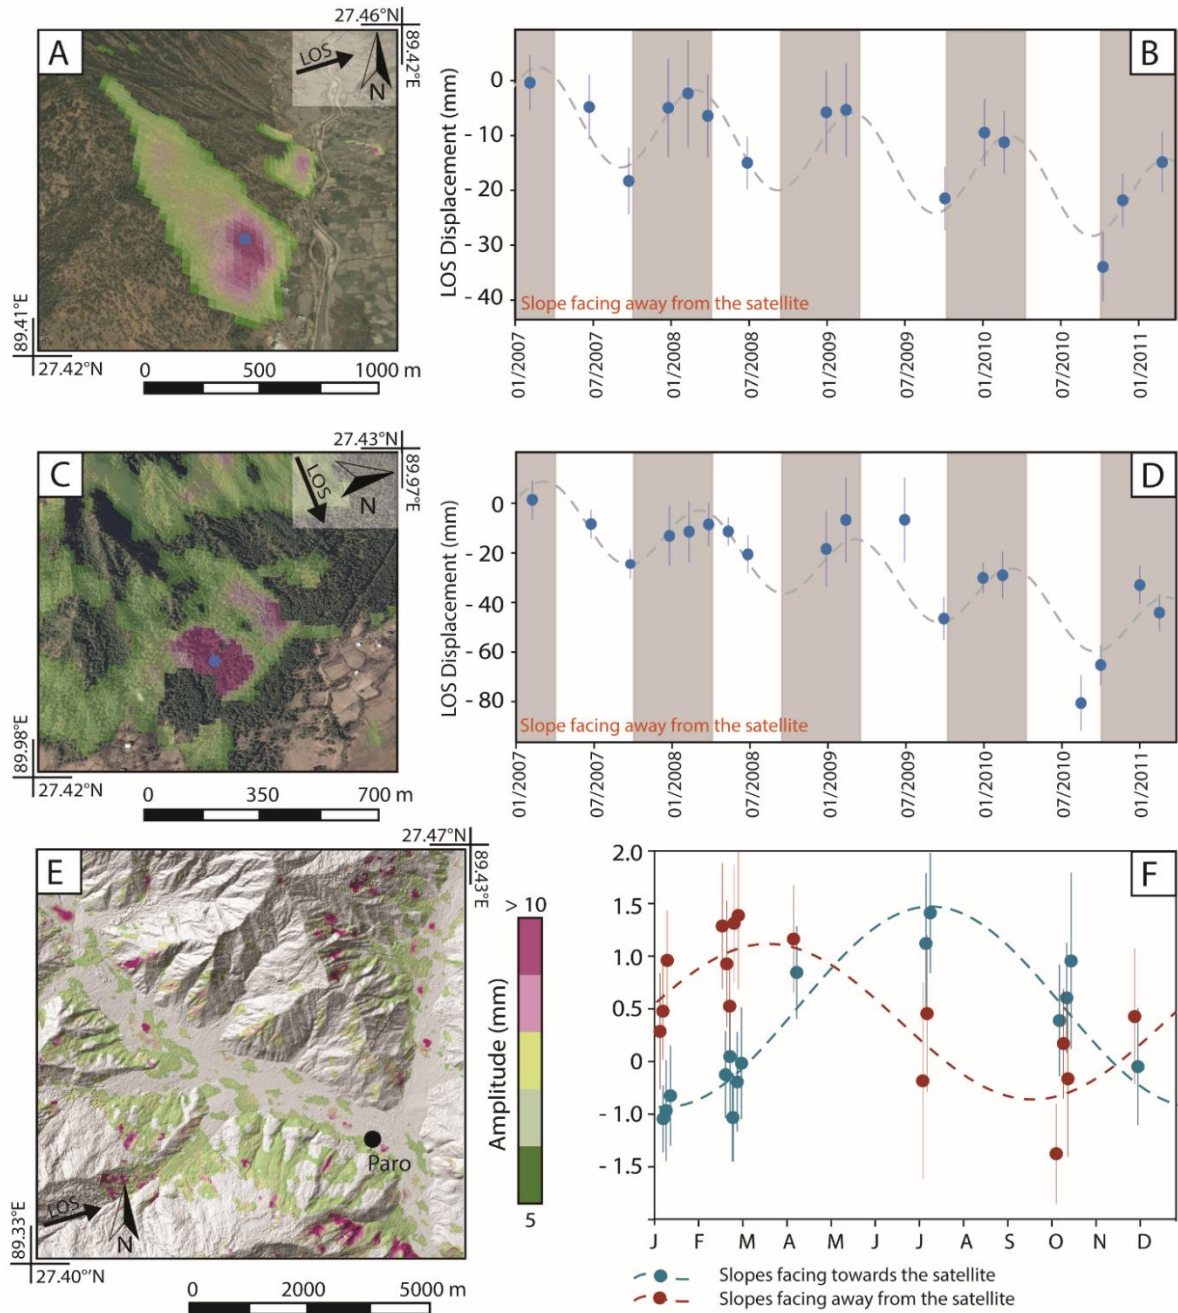 27.46°N
89.42°E
A
LOS
N
89.41°E
27.42°N
0 500 1000 m
B
LOS Displacement (mm)
0
- 10
- 20
- 30
- 40
Slope facing away from the satellite
01/2007 07/2007 01/2008 07/2008 01/2009 07/2009 01/2010 07/2010 01/2011
27.43°N
89.97°E
C
LOS
N
89.98°E
27.42°N
0 350 700 m
D
LOS Displacement (mm)
0
- 20
- 40
- 60
- 80
Slope facing away from the satellite
01/2007 07/2007 01/2008 07/2008 01/2009 07/2009 01/2010 07/2010 01/2011
27.47°N
89.43°E
E
Paro
LOS
N
89.33°E
27.40°N
0 2000 5000 m
> 10
Amplitude (mm)
5
F
2.0
1.5
1.0
0.5
0
- 0.5
- 1.0
- 1.5
J F M A M J J A S O N D
Slopes facing towards the satellite
Slopes facing away from the satellite